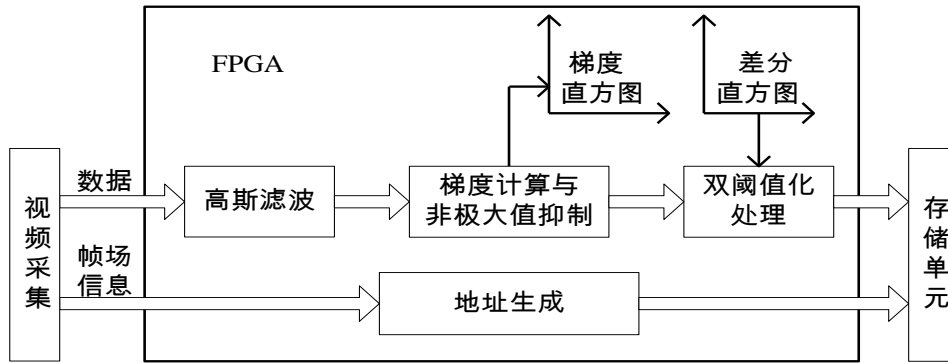 FPGA
梯度
直方图
差分
直方图
视频采集
数据
高斯滤波
梯度计算与
非极大值抑制
双阈值化
处理
存储单元
帧场
信息
地址生成